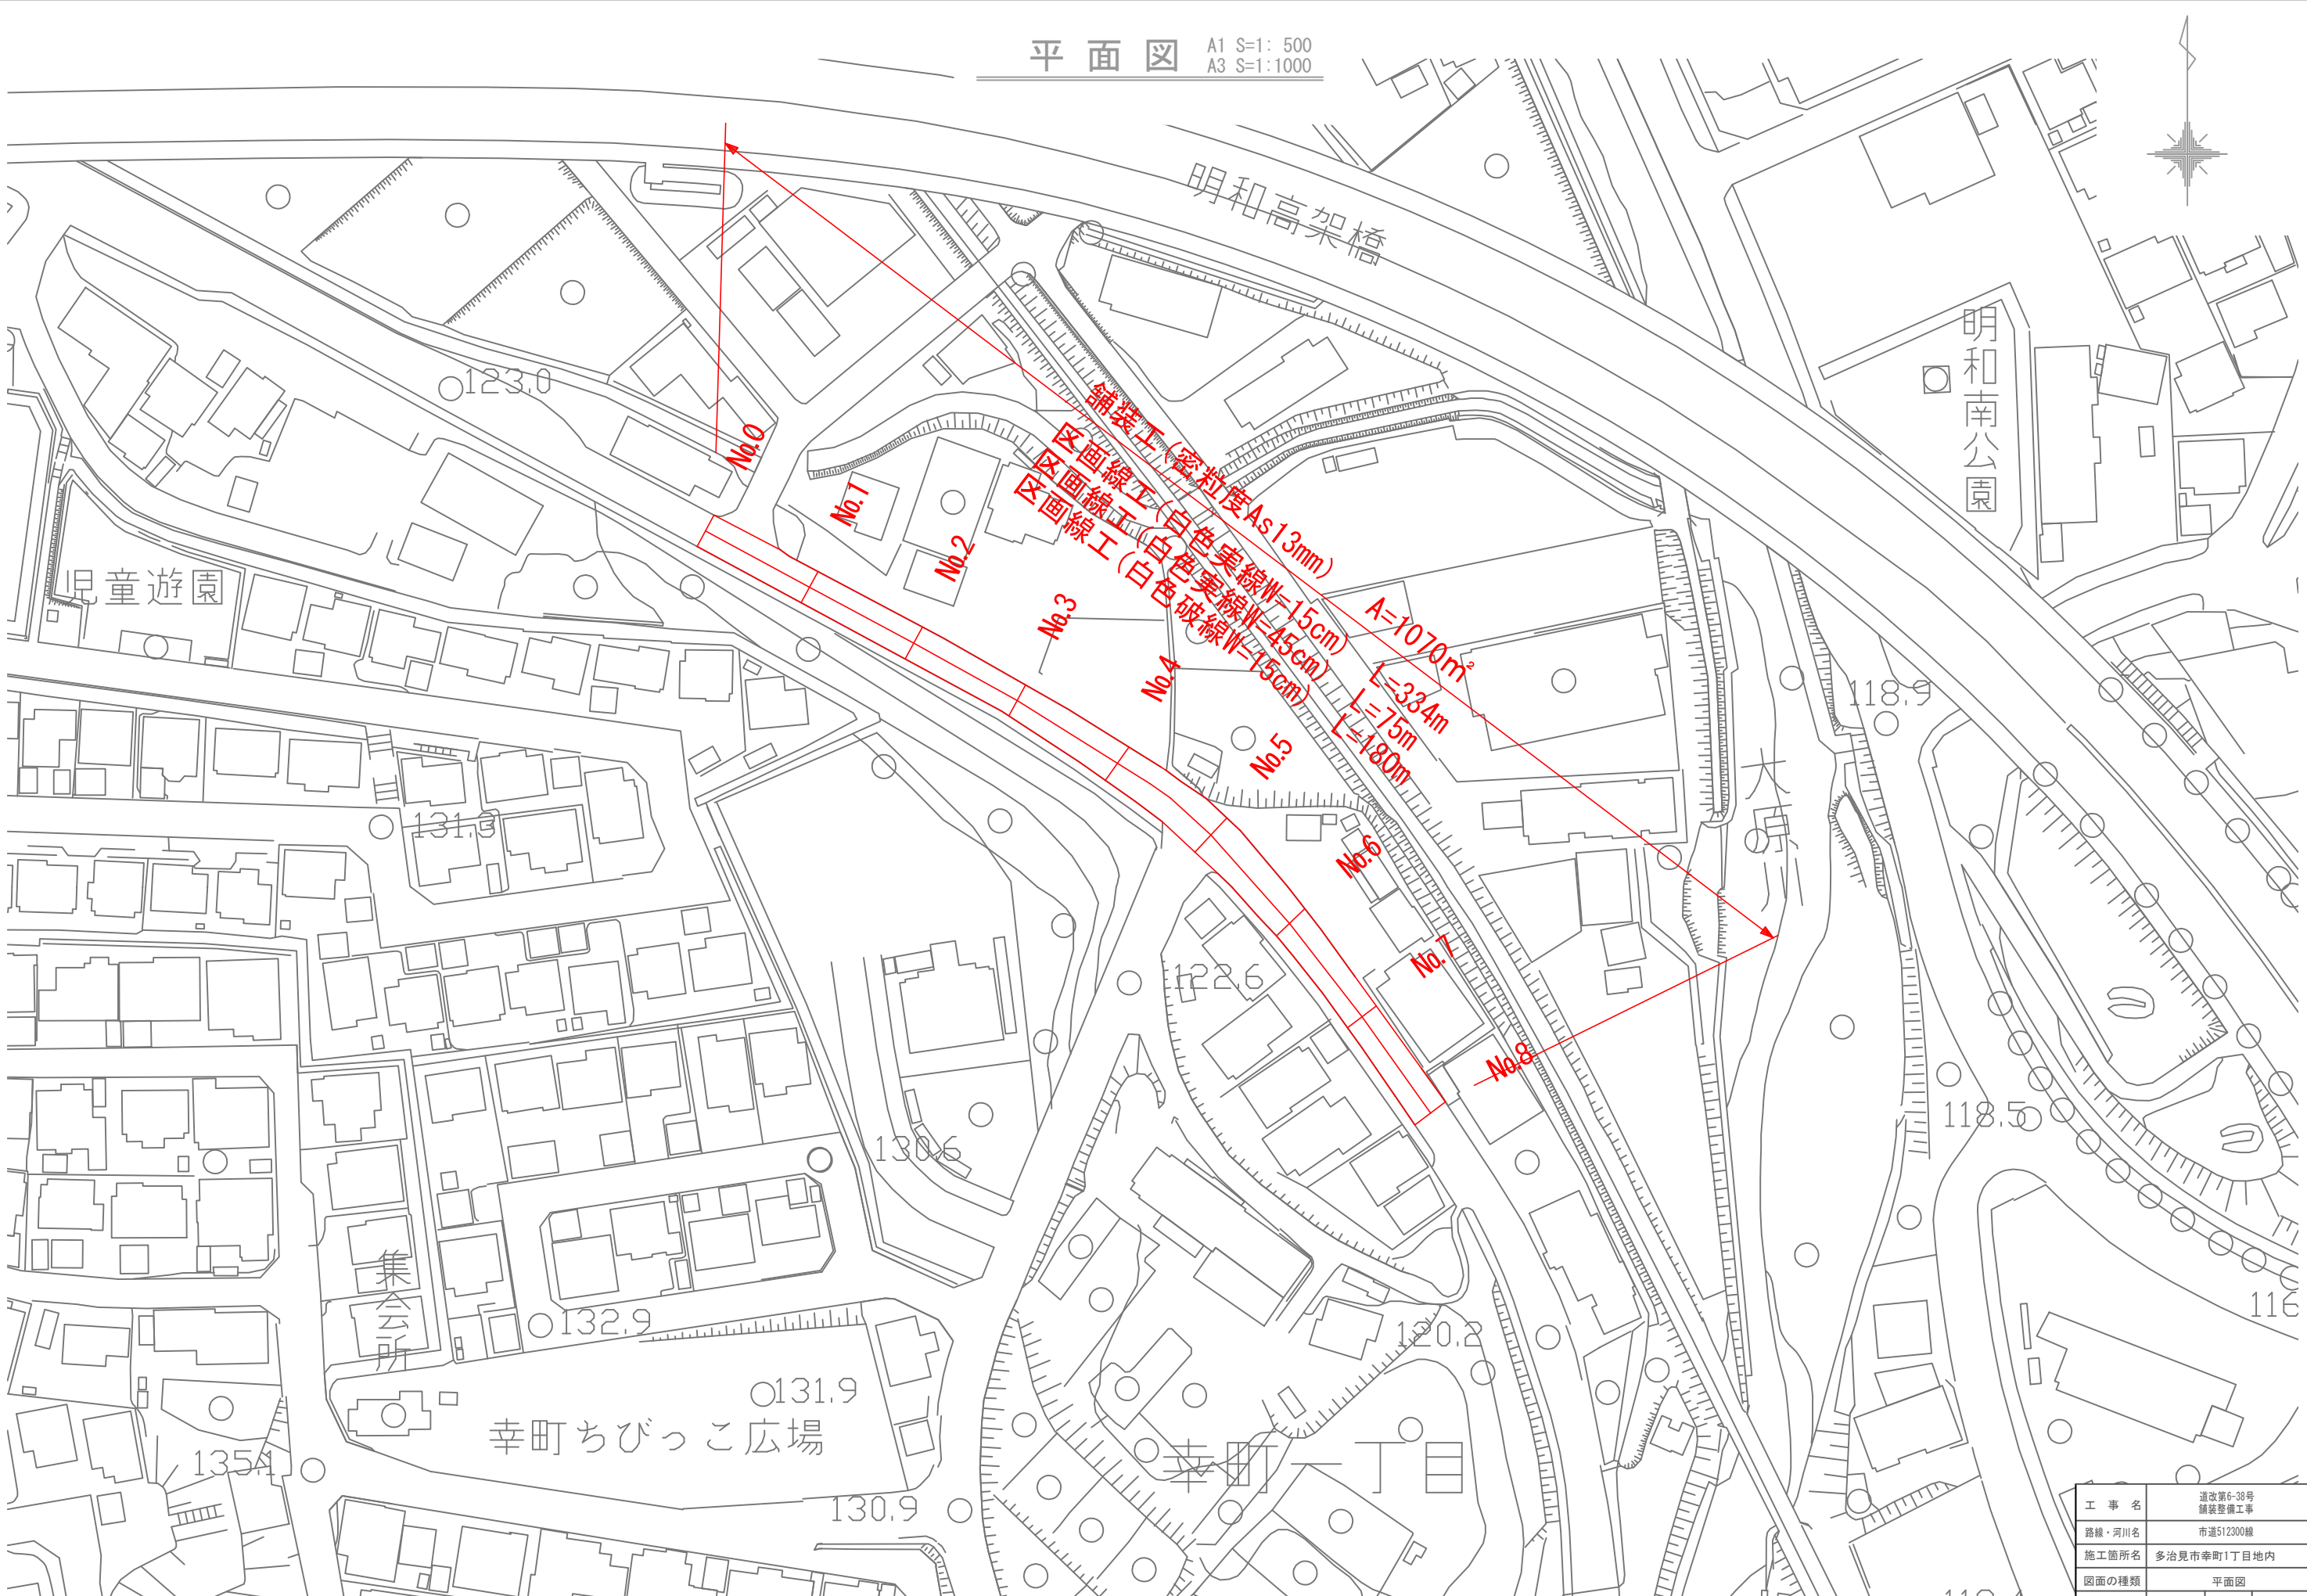 平面図 A1 S=1: 500
A3 S=1:1000
明和高架橋
明和南公園
123.0
No.0
No.1
No.2
No.3
No.4
No.5
No.6
No.7
No.8
舗装工(密粒度As13mm) A=1070m²
区画線工(白色実線W=15cm) L=334m
区画線工(白色実線W=45cm) L=75m
区画線工(白色破線W=15cm) L=180m
児童遊園
118.9
大原川
131.3
122.6
118.5
130.6
集会所
132.9
120.2
116
131.9
幸町ちびっこ広場
幸町一丁目
135.1
130.9
工事名 道改第6-38号
舗装整備工事
路線・河川名 市道512300線
施工箇所名 多治見市幸町1丁目地内
図面の種類 平面図